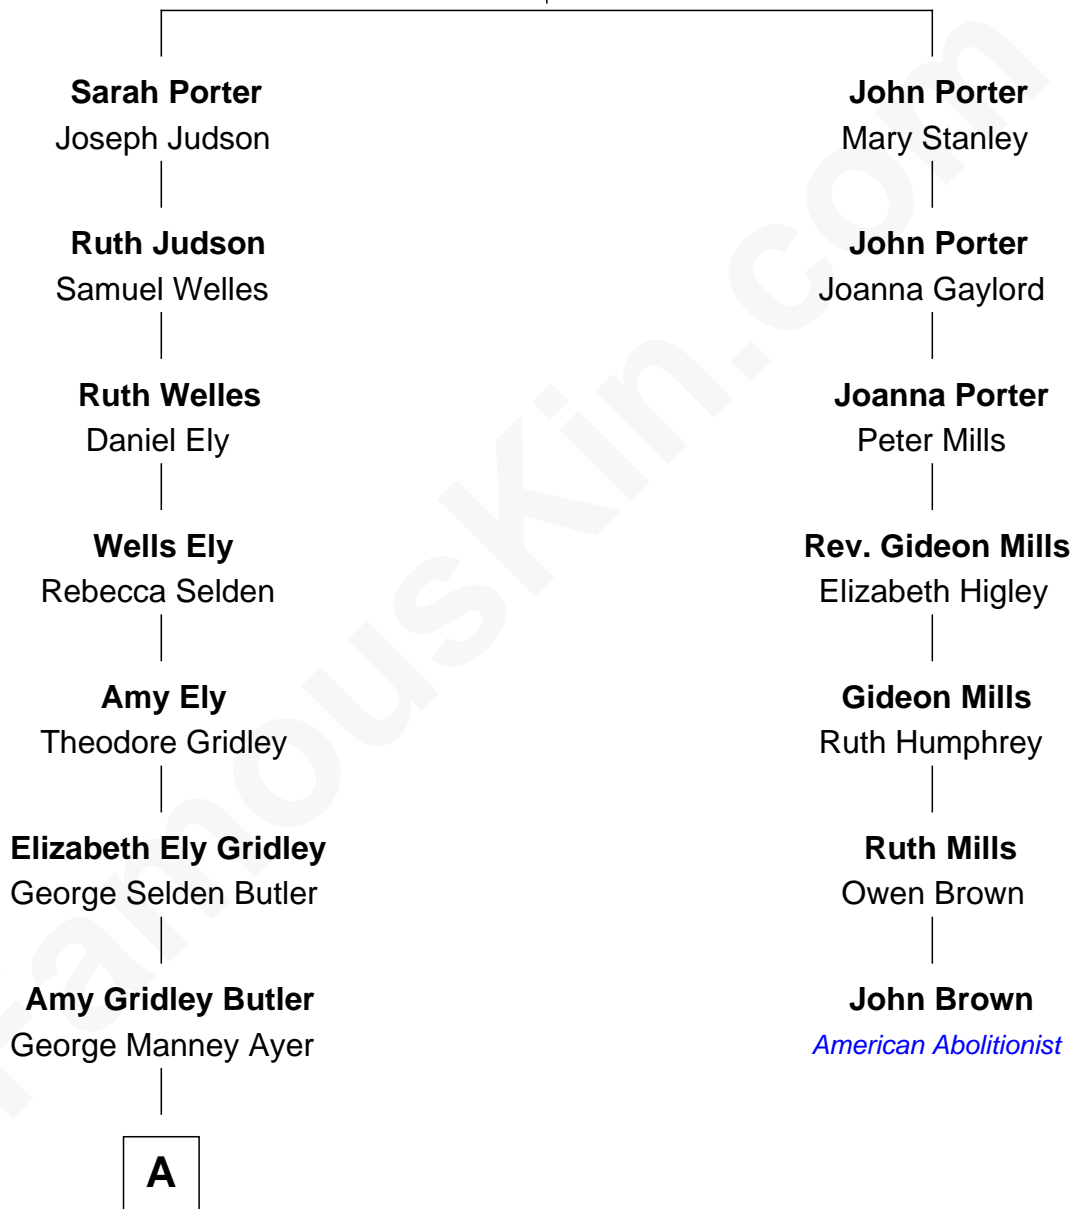 Sarah Porter
Joseph Judson
John Porter
Mary Stanley
Ruth Judson
Samuel Welles
John Porter
Joanna Gaylord
Ruth Welles
Daniel Ely
Joanna Porter
Peter Mills
Wells Ely
Rebecca Selden
Rev. Gideon Mills
Elizabeth Higley
Amy Ely
Theodore Gridley
Gideon Mills
Ruth Humphrey
Elizabeth Ely Gridley
George Selden Butler
Ruth Mills
Owen Brown
Amy Gridley Butler
George Manney Ayer
John Brown
American Abolitionist
A
FamousKin.com